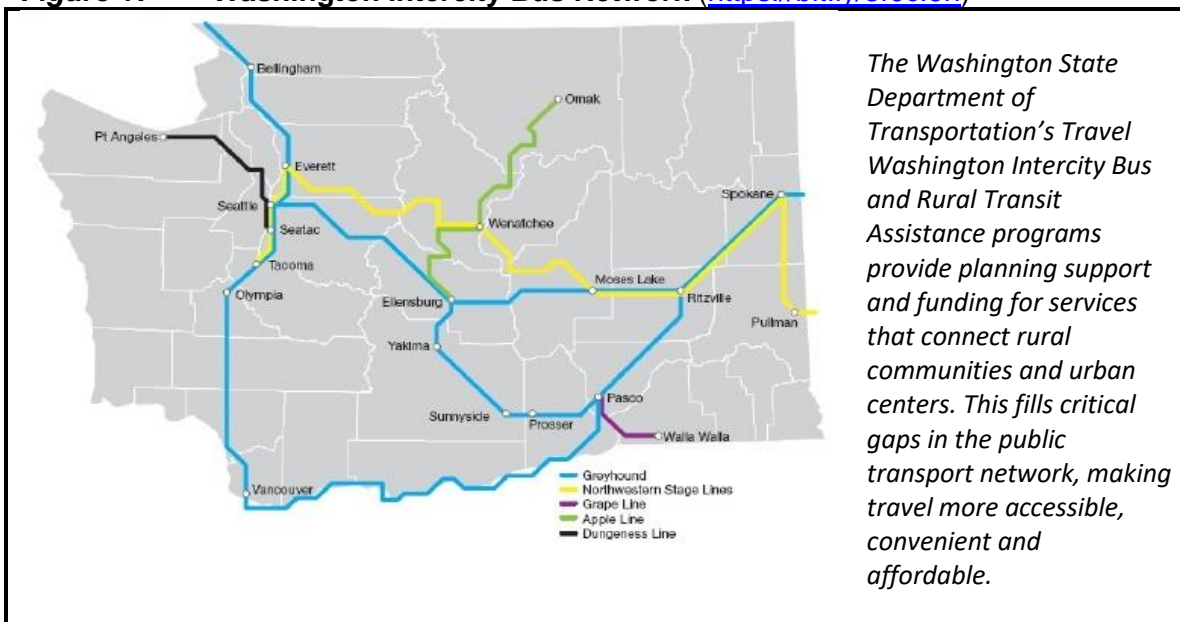 Washington Intercity Bus Network
Bellingham
Omak
Pt Angeles
Everett
Spokane
Seattle
Wenatchee
Seatac
Tacoma
Moses Lake
Olympia
Ellensburg
Ritzville
Pullman
Yakima
Pasco
Sunnyside
Prosser
Walla Walla
Vancouver
Greyhound
Northwestern Stage Lines
Grape Line
Apple Line
Dungeness Line
The Washington State
Department of
Transportation’s Travel
Washington Intercity Bus
and Rural Transit
Assistance programs
provide planning support
and funding for services
that connect rural
communities and urban
centers. This fills critical
gaps in the public
transport network, making
travel more accessible,
convenient and
affordable.